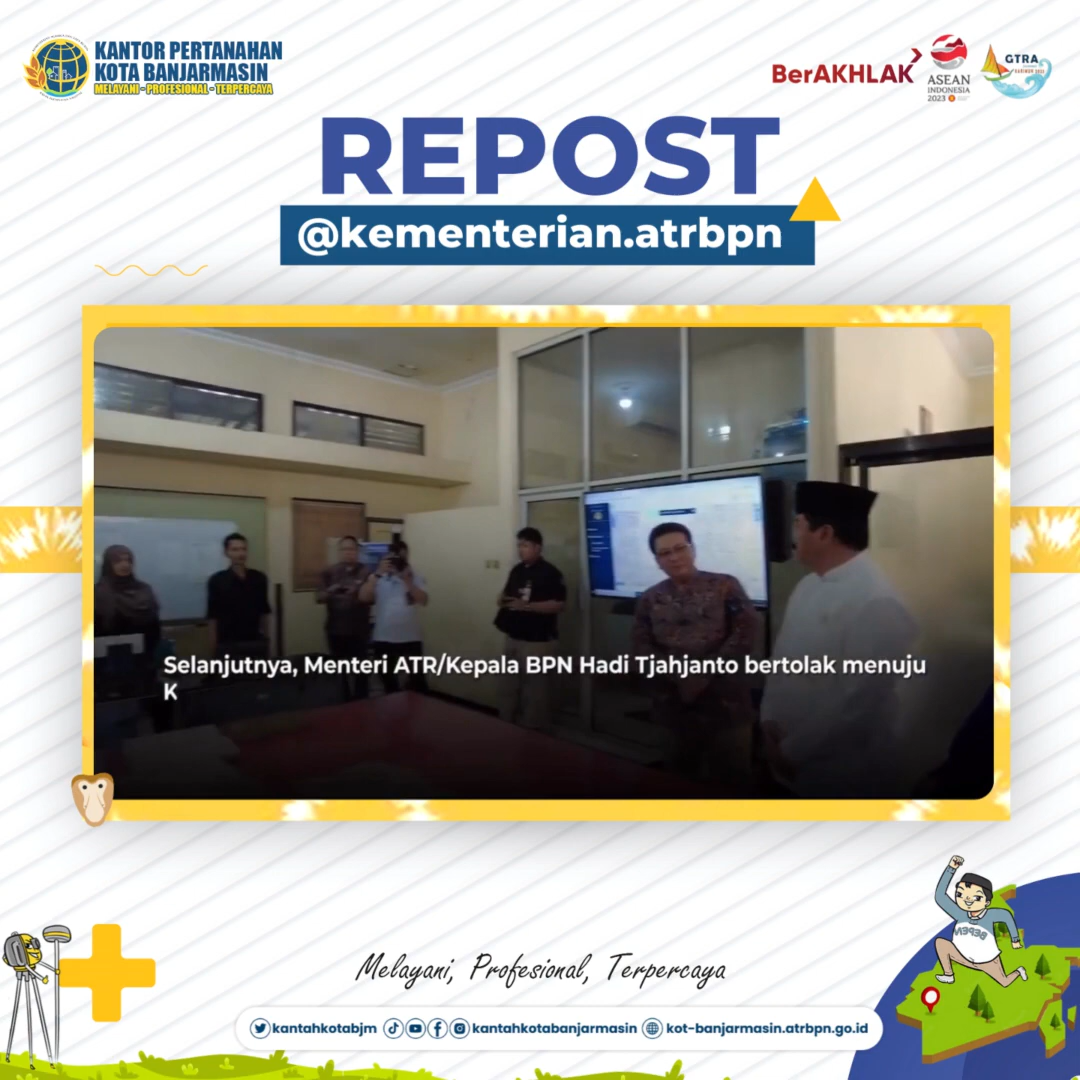 KANTOR PERTANAHAN
KOTA BANJARMASIN
MELAYANI - PROFESIONAL - TERPERCAYA
BerAKHLAK
ASEAN
INDONESIA
2023
GTRA
REPOST
@kementerian.atrbpn
Selanjutnya, Menteri ATR/Kepala BPN Hadi Tjahjanto bertolak menuju
K
BEPEN
Melayani, Profesional, Terpercaya
kantahkotabjm kantahkotabanjarmasin kot-banjarmasin.atrbpn.go.id